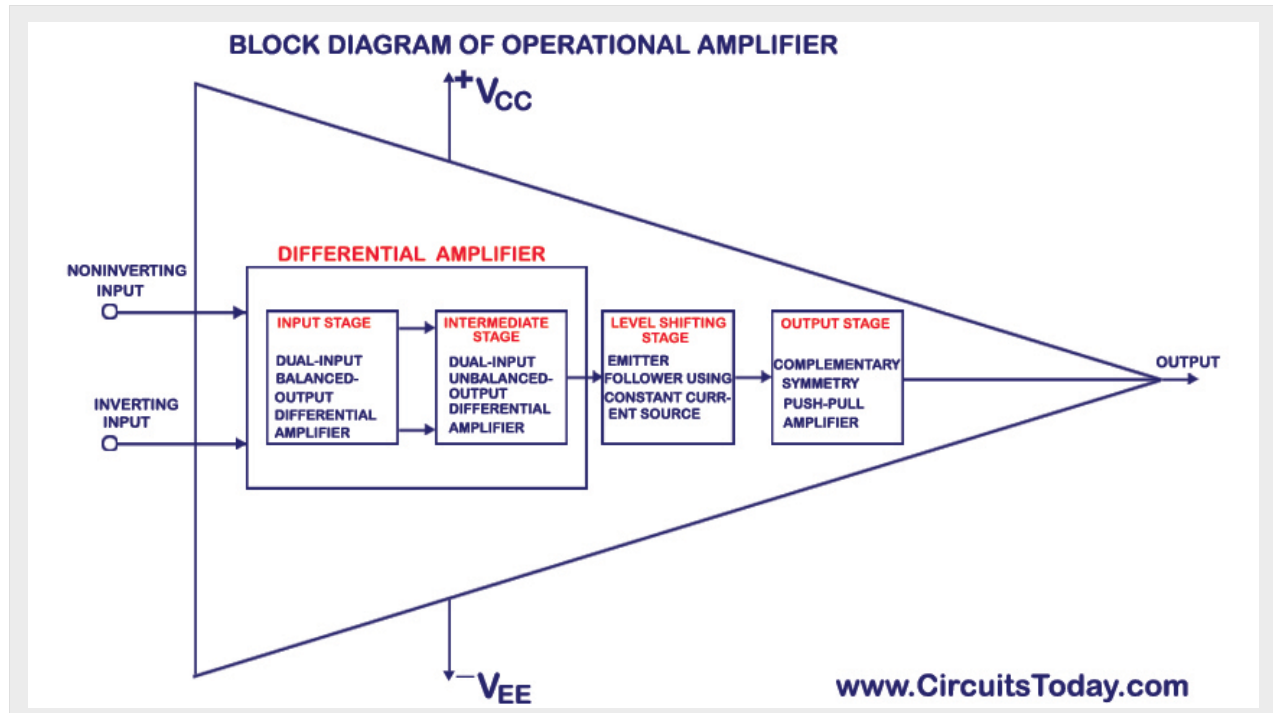 BLOCK DIAGRAM OF OPERATIONAL AMPLIFIER
+VCC
DIFFERENTIAL AMPLIFIER
NONINVERTING
INPUT
INVERTING
INPUT
INPUT STAGE
DUAL-INPUT
BALANCED-
OUTPUT
DIFFERENTIAL
AMPLIFIER
INTERMEDIATE
STAGE
DUAL-INPUT
UNBALANCED-
OUTPUT
DIFFERENTIAL
AMPLIFIER
LEVEL SHIFTING
STAGE
EMITTER
FOLLOWER USING
CONSTANT CURR-
ENT SOURCE
OUTPUT STAGE
COMPLEMENTARY
SYMMETRY
PUSH-PULL
AMPLIFIER
OUTPUT
−VEE
www.CircuitsToday.com